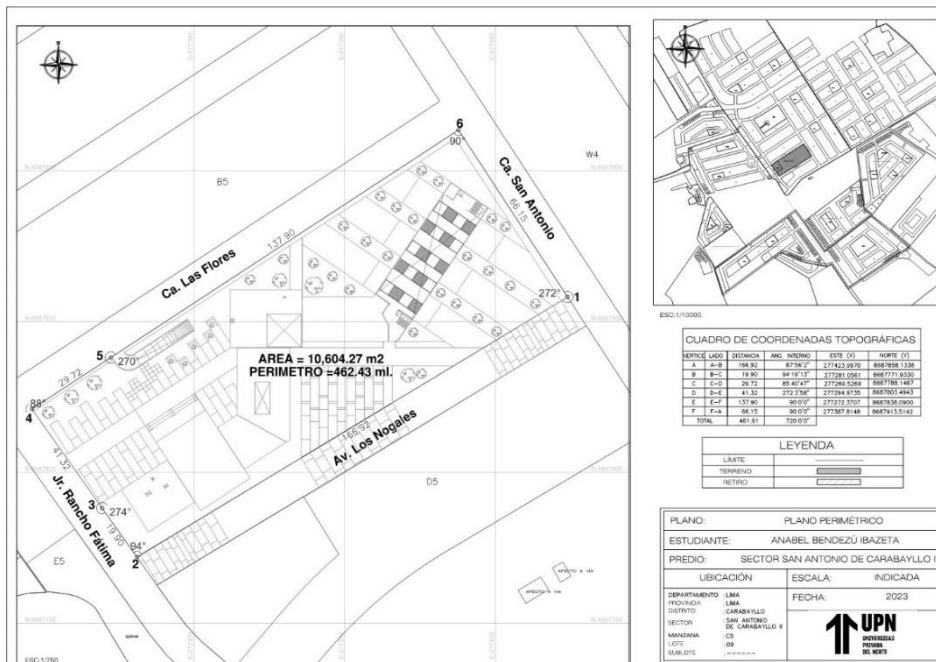 6
90°
Ca. San Antonio
66.15
W4
B5
137.90
Ca. Las Flores
272°
1
5
270°
29.72
AREA = 10,604.27 m2
PERIMETRO =462.43 ml.
4
88°
166.92
Av. Los Nogales
41.32
D5
3
274°
Jr. Rancho Fátima
19.90
94°
2
E5
AFECTO A VIA
AFECTO A VIA
ESC:1/250
ESC:1/10000
CUADRO DE COORDENADAS TOPOGRÁFICAS
VERTICE LADO DISTANCIA ANG. INTERNO ESTE (X) NORTE (Y)
A A-B 166.92 87°56'2" 277423.9970 8687856.1338
B B-C 19.90 94°19'13" 277281.0561 8687771.9330
C C-D 29.72 85°40'47" 277269.5269 8687788.1487
D D-E 41.32 272°3'58" 277294.9735 8687803.4943
E E-F 137.90 90°0'0" 277272.3707 8687838.0900
F F-A 66.15 90°0'0" 277387.8148 8687913.5142
TOTAL 461.91 720°0'0"
LEYENDA
LÍMITE
TERRENO
RETIRO
PLANO: PLANO PERIMÉTRICO
ESTUDIANTE: ANABEL BENDEZÚ IBAZETA
PREDIO: SECTOR SAN ANTONIO DE CARABAYLLO I
UBICACIÓN
ESCALA: INDICADA
FECHA: 2023
DEPARTAMENTO : LIMA
PROVINCIA : LIMA
DISTRITO : CARABAYLLO
SECTOR : SAN ANTONIO DE CARABAYLLO II
MANZANA : C5
LOTE : 09
SUBLOTE : ------
UPN
UNIVERSIDAD
PRIVADA
DEL NORTE